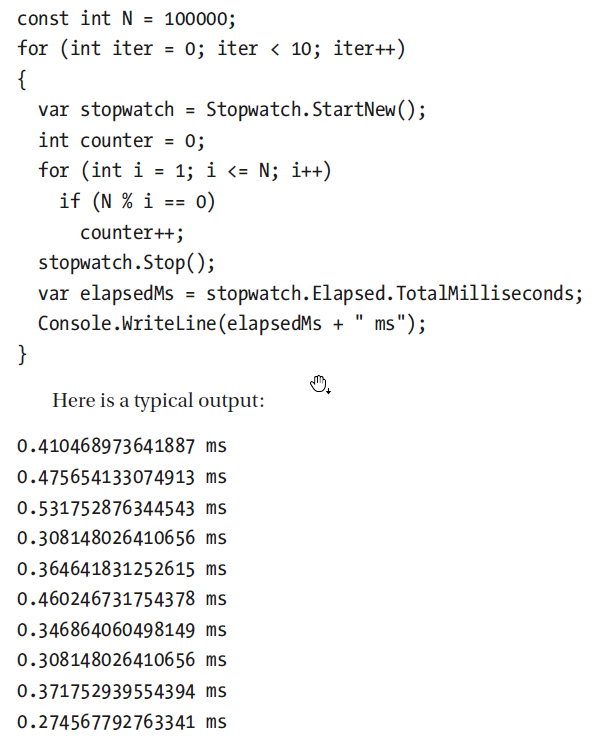 const int N = 100000;
for (int iter = 0; iter < 10; iter++)
{
  var stopwatch = Stopwatch.StartNew();
  int counter = 0;
  for (int i = 1; i <= N; i++)
    if (N % i == 0)
      counter++;
  stopwatch.Stop();
  var elapsedMs = stopwatch.Elapsed.TotalMilliseconds;
  Console.WriteLine(elapsedMs + " ms");
}
Here is a typical output:
0.410468973641887 ms
0.475654133074913 ms
0.531752876344543 ms
0.308148026410656 ms
0.364641831252615 ms
0.460246731754378 ms
0.346864060498149 ms
0.308148026410656 ms
0.371752939554394 ms
0.274567792763341 ms